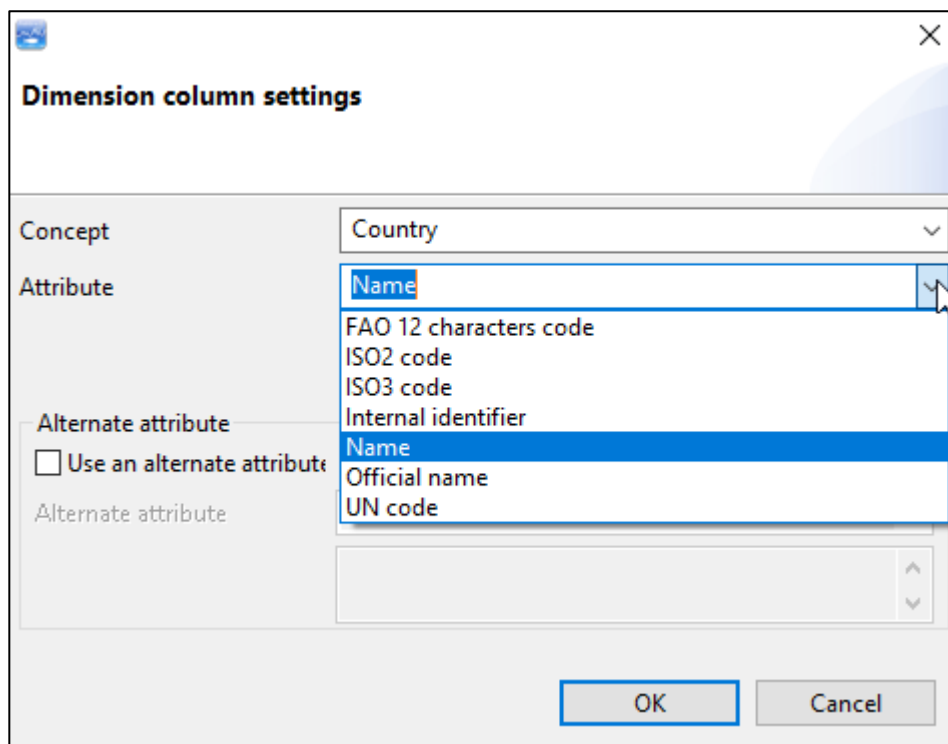 Dimension column settings
Concept
Country
Attribute
Name
FAO 12 characters code
ISO2 code
ISO3 code
Internal identifier
Name
Official name
UN code
Alternate attribute
Use an alternate attribute
Alternate attribute
OK
Cancel